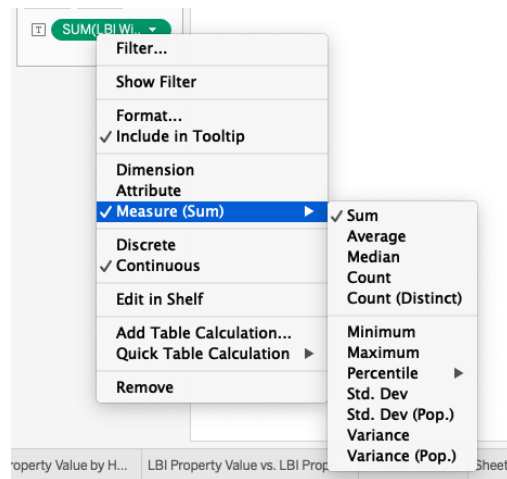 T SUM(LBI Wi..
Filter...
Show Filter
Format...
✓ Include in Tooltip
Dimension
Attribute
✓ Measure (Sum)
Discrete
✓ Continuous
Edit in Shelf
Add Table Calculation...
Quick Table Calculation
Remove
✓ Sum
Average
Median
Count
Count (Distinct)
Minimum
Maximum
Percentile
Std. Dev
Std. Dev (Pop.)
Variance
Variance (Pop.)
roperty Value by H...
LBI Property Value vs. LBI Prop
Sheet